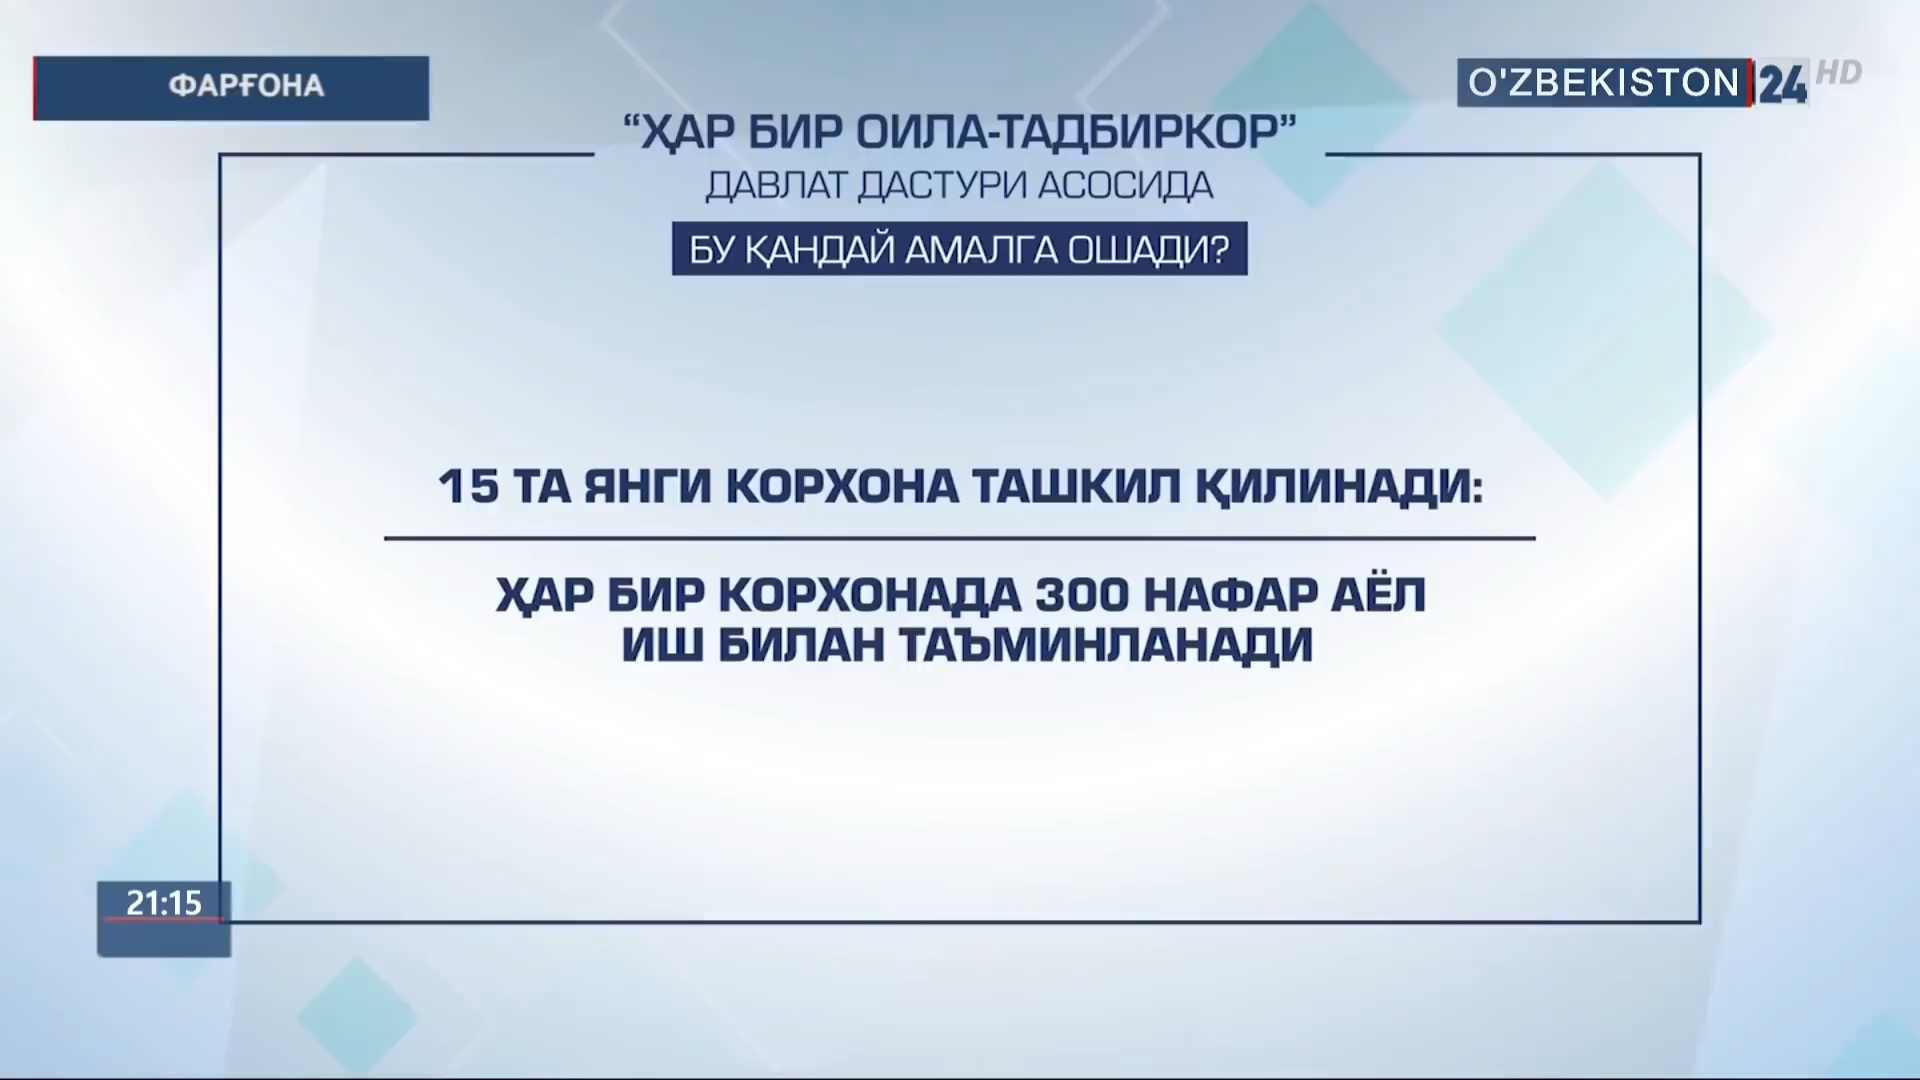 ФАРҒОНА
O'ZBEKISTON 24 HD
“ҲАР БИР ОИЛА-ТАДБИРКОР”
ДАВЛАТ ДАСТУРИ АСОСИДА
БУ ҚАНДАЙ АМАЛГА ОШАДИ?
15 ТА ЯНГИ КОРХОНА ТАШКИЛ ҚИЛИНАДИ:
ҲАР БИР КОРХОНАДА 300 НАФАР АЁЛ
ИШ БИЛАН ТАЪМИНЛАНАДИ
21:15